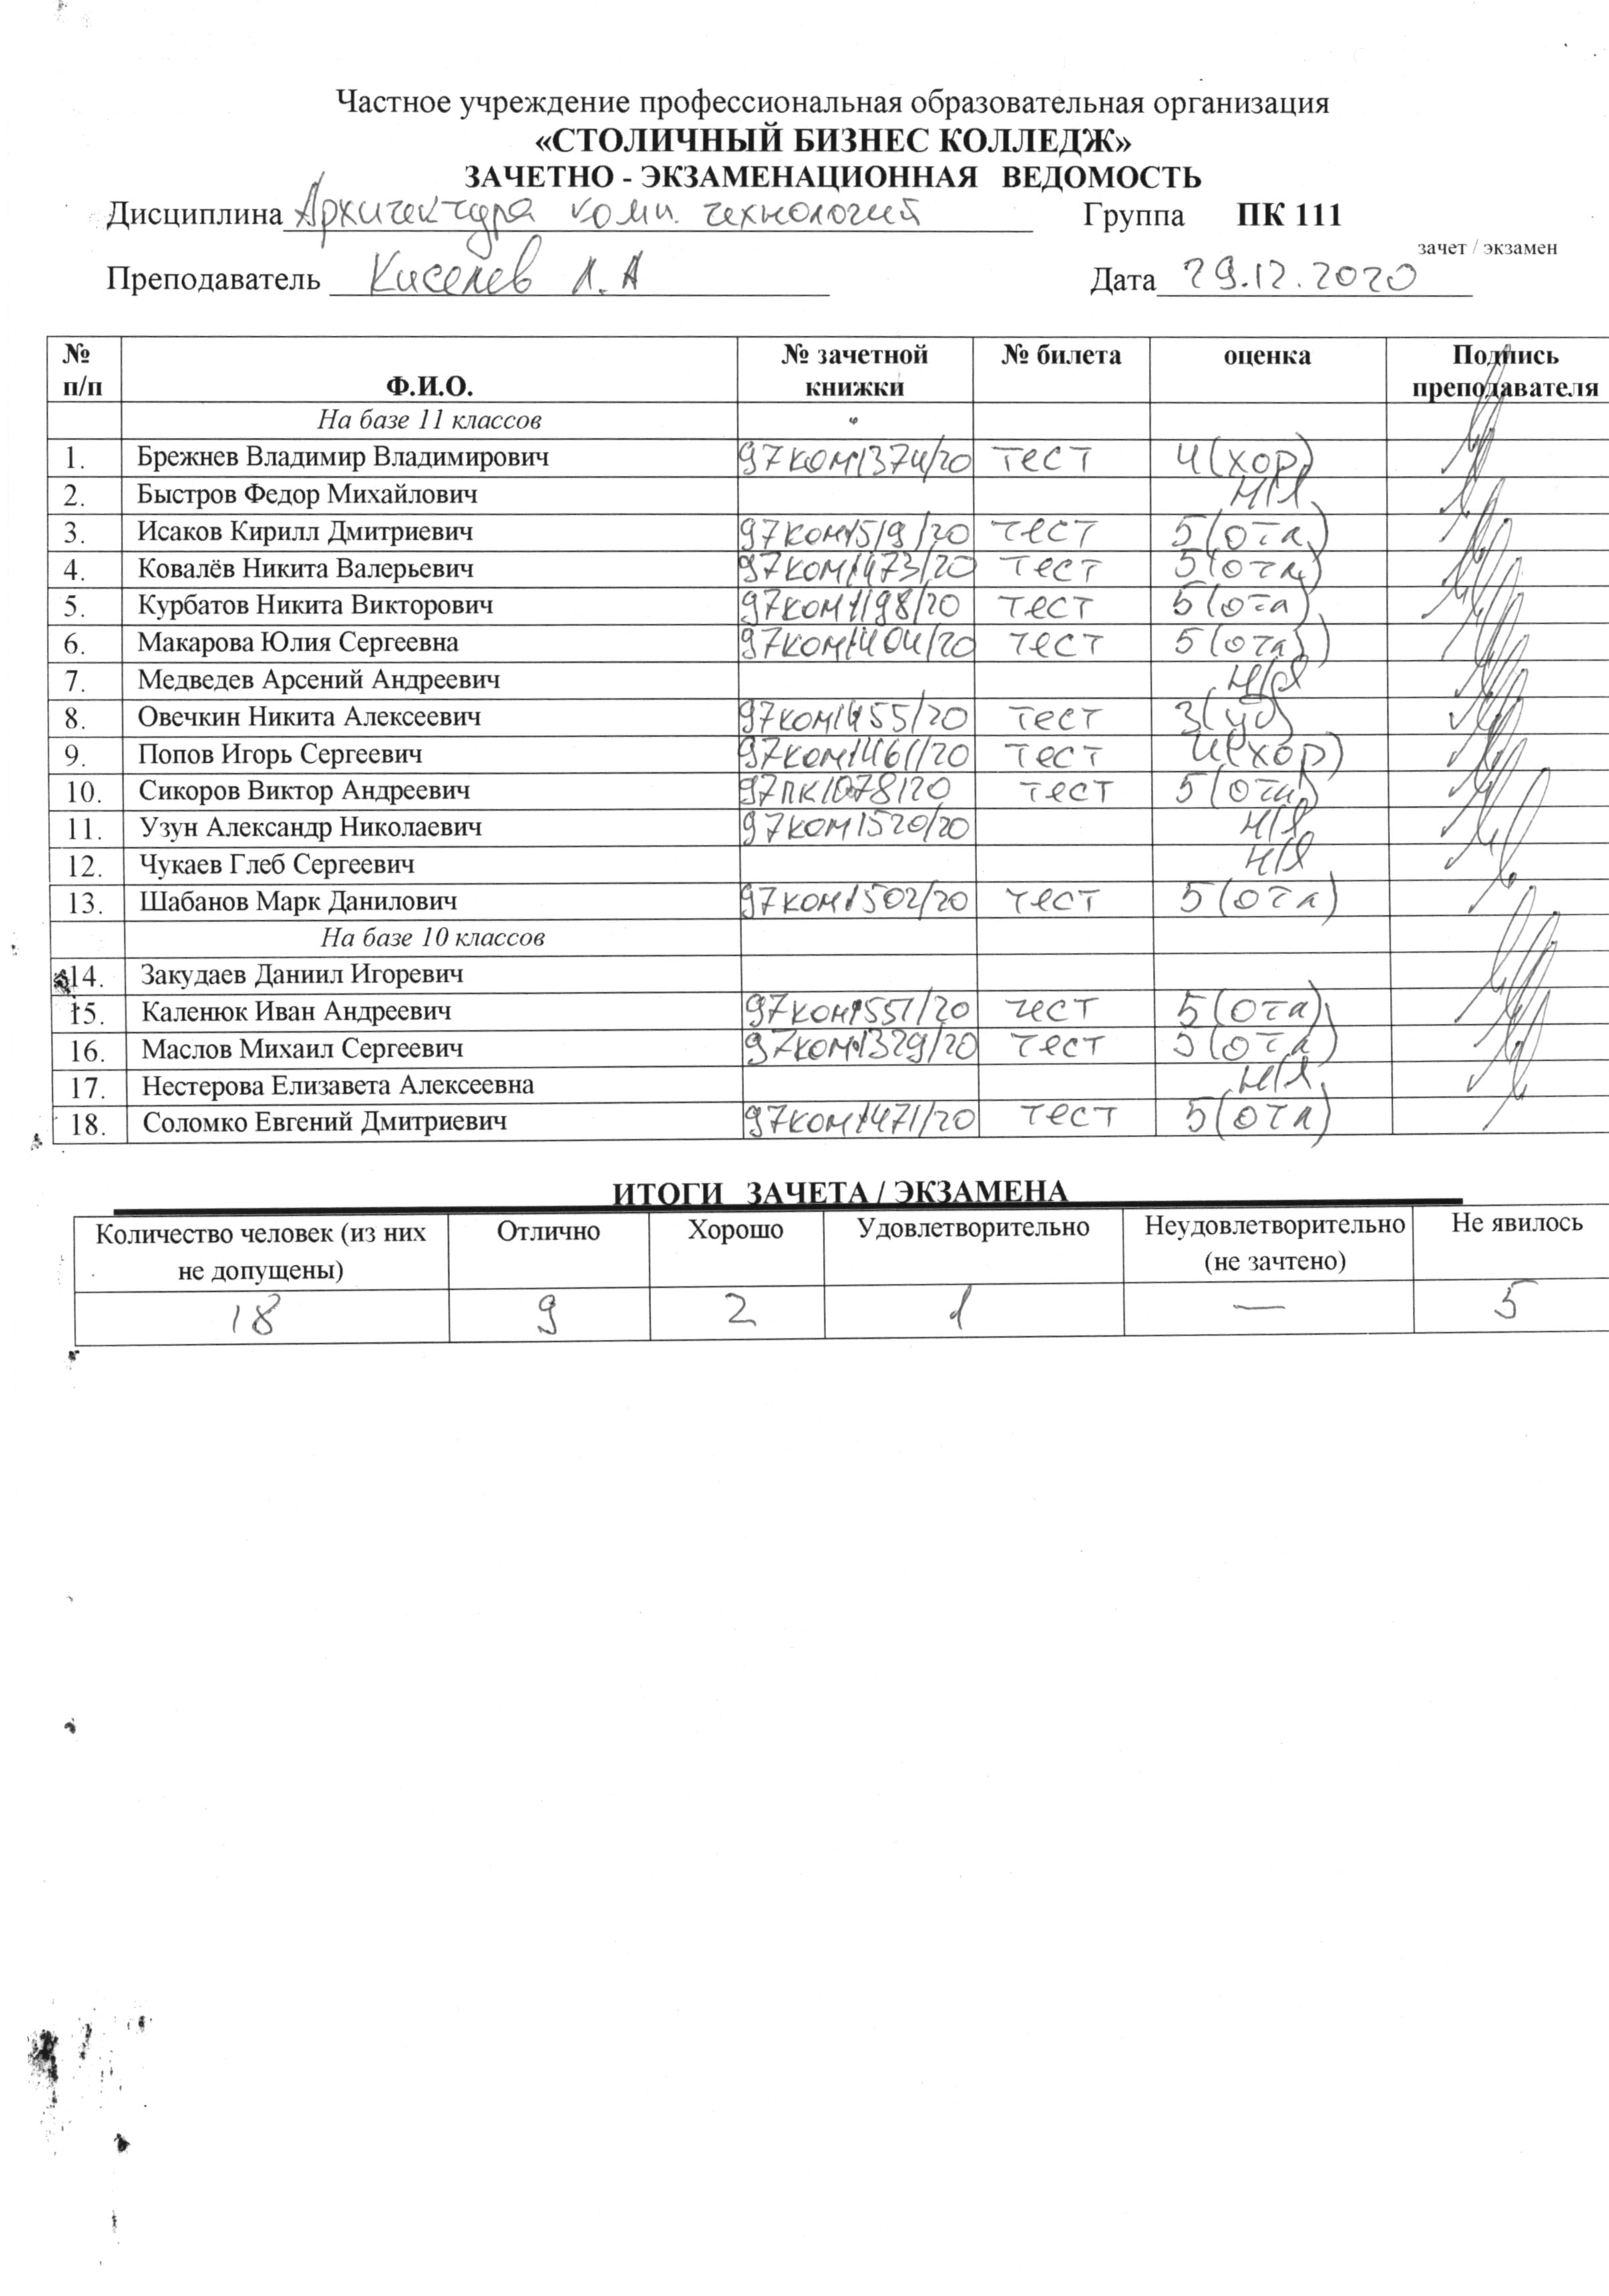 Частное учреждение профессиональная образовательная организация
«СТОЛИЧНЫЙ БИЗНЕС КОЛЛЕДЖ»
ЗАЧЕТНО - ЭКЗАМЕНАЦИОННАЯ ВЕДОМОСТЬ
Дисциплина Архитектура комп. технологий Группа ПК 111
зачет / экзамен
Преподаватель Киселев Л.А Дата 29.12.2020
№ п/п Ф.И.О. № зачетной книжки № билета оценка Подпись преподавателя
На базе 11 классов
1. Брежнев Владимир Владимирович 97КОМ1374/20 тест 4(хор)
2. Быстров Федор Михайлович н/я
3. Исаков Кирилл Дмитриевич 97КОМ1519/20 тест 5(отл)
4. Ковалёв Никита Валерьевич 97КОМ1473/20 тест 5(отл)
5. Курбатов Никита Викторович 97КОМ1198/20 тест 5(отл)
6. Макарова Юлия Сергеевна 97КОМ1404/20 тест 5(отл)
7. Медведев Арсений Андреевич н/я
8. Овечкин Никита Алексеевич 97КОМ1455/20 тест 3(уд)
9. Попов Игорь Сергеевич 97КОМ1461/20 тест 4(хор)
10. Сикоров Виктор Андреевич 97ПК1078/20 тест 5(отл)
11. Узун Александр Николаевич 97КОМ1520/20 н/я
12. Чукаев Глеб Сергеевич н/я
13. Шабанов Марк Данилович 97КОМ1502/20 тест 5(отл)
На базе 10 классов
14. Закудаев Даниил Игоревич
15. Каленюк Иван Андреевич 97КОМ1551/20 тест 5(отл)
16. Маслов Михаил Сергеевич 97КОМ1329/20 тест 5(отл)
17. Нестерова Елизавета Алексеевна н/я
18. Соломко Евгений Дмитриевич 97КОМ1471/20 тест 5(отл)
ИТОГИ ЗАЧЕТА / ЭКЗАМЕНА
Количество человек (из них не допущены) Отлично Хорошо Удовлетворительно Неудовлетворительно (не зачтено) Не явилось
18 9 2 1 — 5